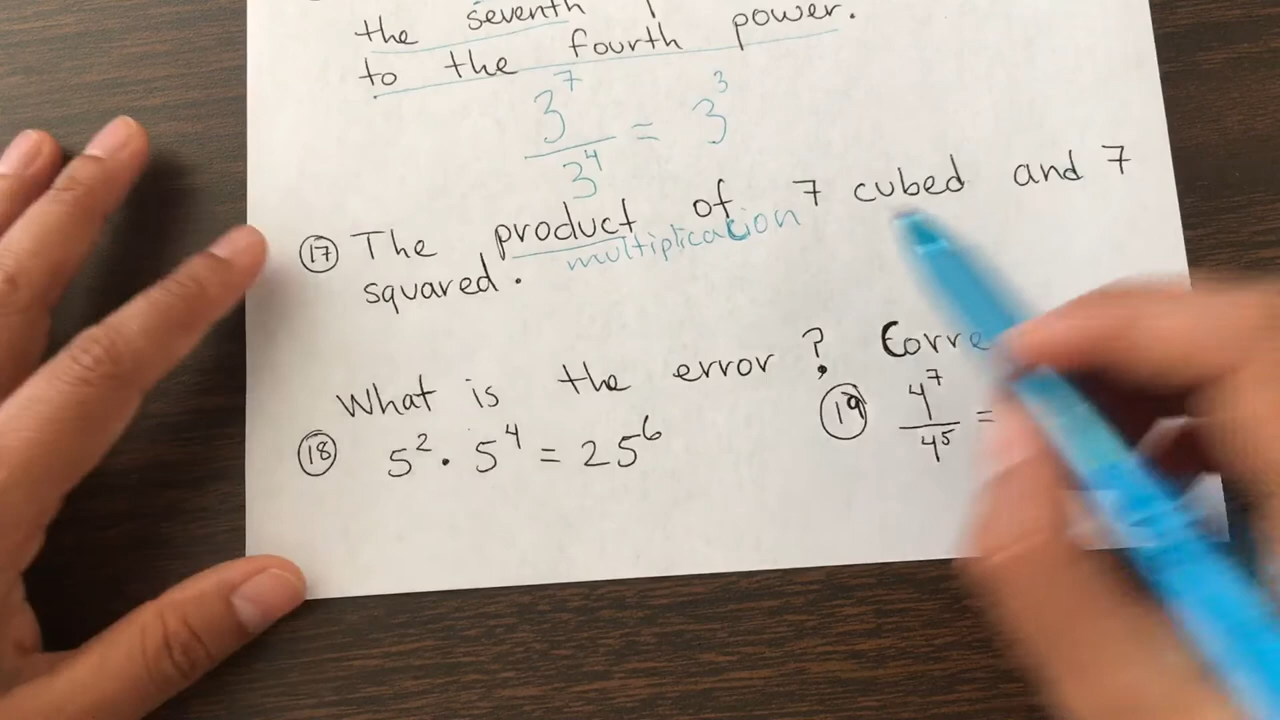 the seventh
to the fourth power.
3^7/3^4 = 3^3
17 The product of 7 cubed and 7
multiplication
squared.
What is the error?
18 5^2 · 5^4 = 25^6
19 4^7/4^5 =